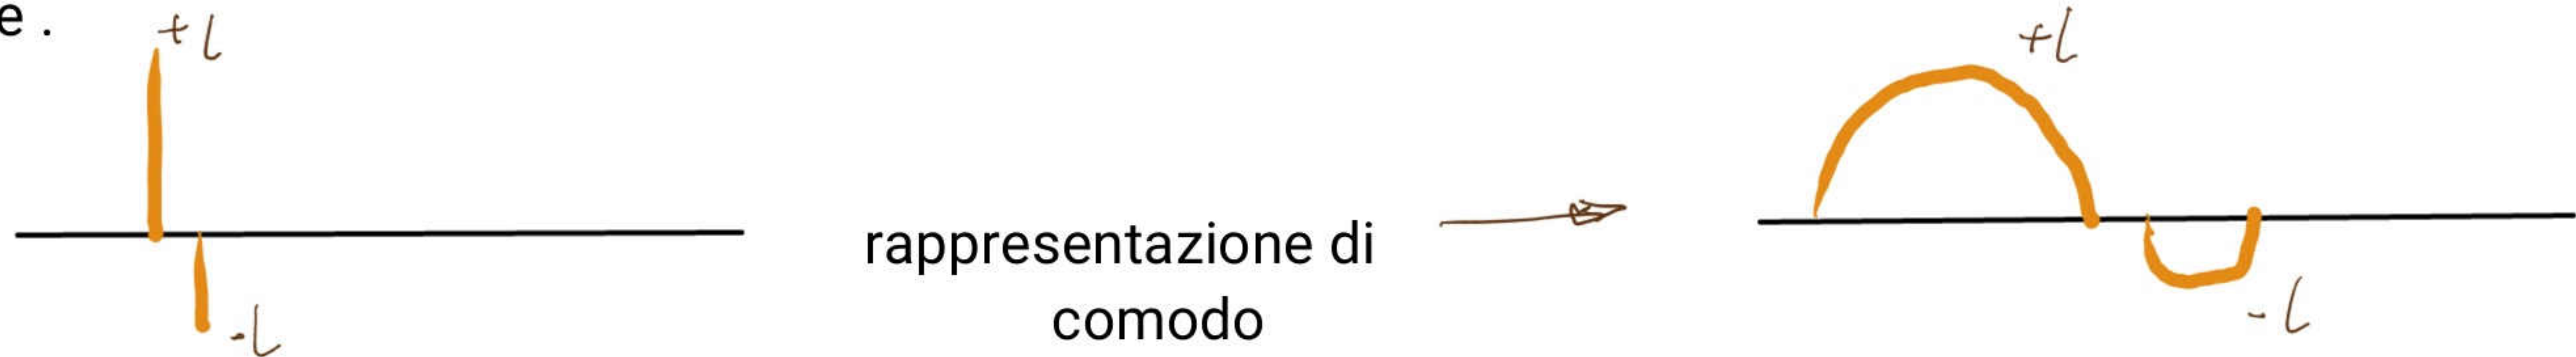 e .
+l
-l
rappresentazione di
comodo
+l
-l